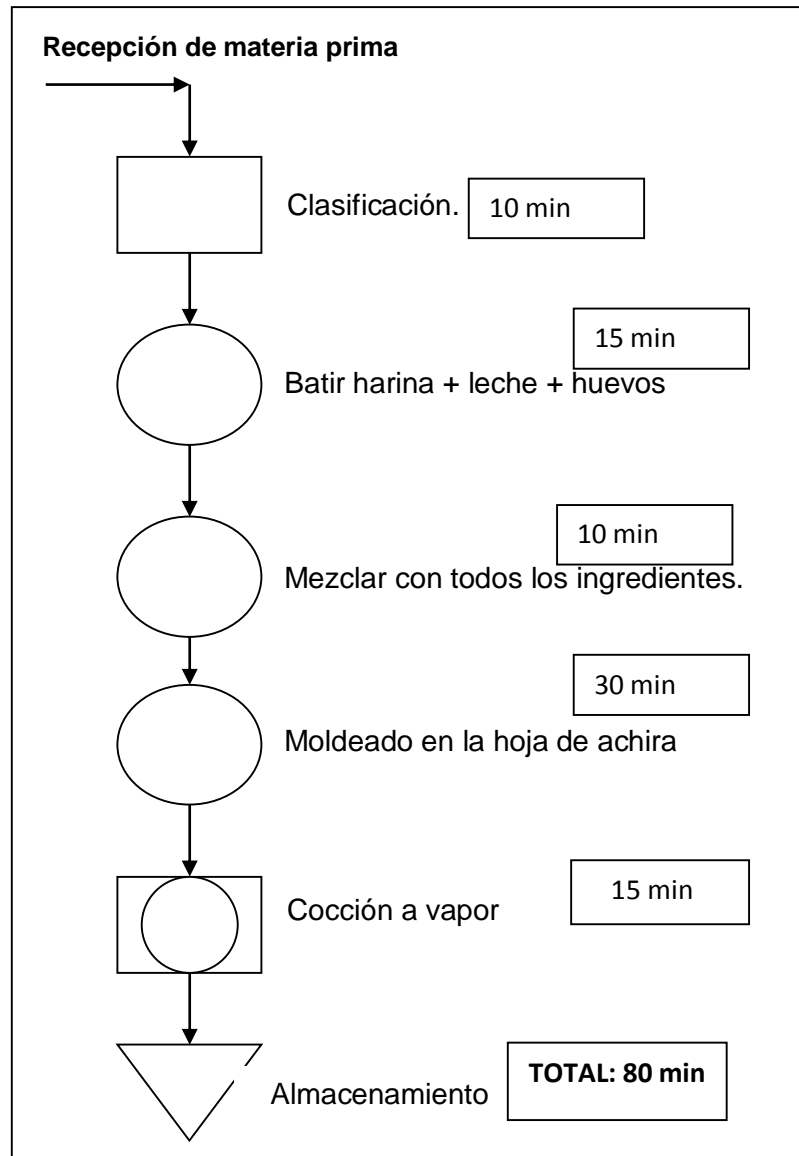 Recepción de materia prima
Clasificación.
10 min
15 min
Batir harina + leche + huevos
10 min
Mezclar con todos los ingredientes.
30 min
Moldeado en la hoja de achira
Cocción a vapor
15 min
Almacenamiento
TOTAL: 80 min